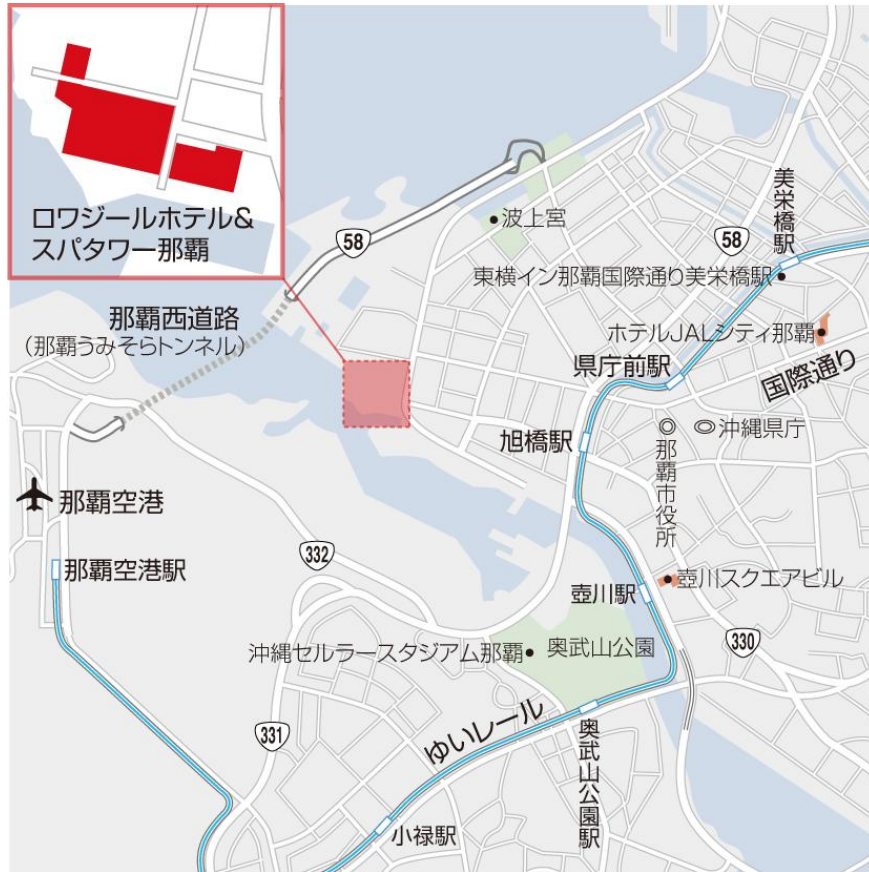 ロワジールホテル&
スパタワー那覇
58
波上宮
美栄橋駅
58
東横イン那覇国際通り美栄橋駅
那覇西道路
(那覇うみそらトンネル)
ホテルJALシティ那覇
県庁前駅
国際通り
旭橋駅
沖縄県庁
那覇市役所
那覇空港
332
那覇空港駅
壺川駅
壺川スクエアビル
沖縄セルラースタジアム那覇
奥武山公園
330
331
ゆいレール
奥武山公園駅
小禄駅